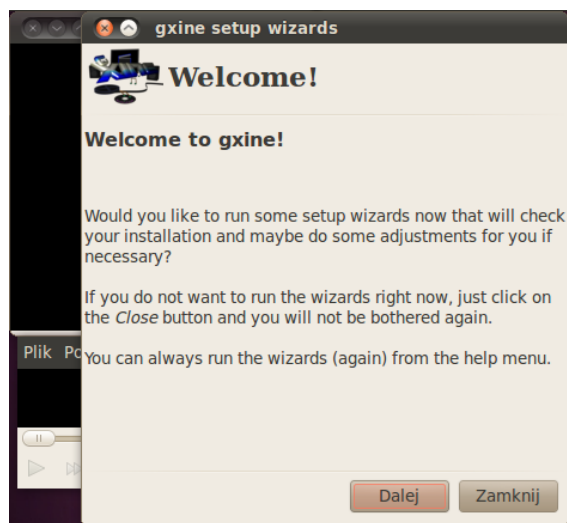 gxine setup wizards
Welcome!
Welcome to gxine!
Would you like to run some setup wizards now that will check
your installation and maybe do some adjustments for you if
necessary?
If you do not want to run the wizards right now, just click on
the Close button and you will not be bothered again.
Plik Po
You can always run the wizards (again) from the help menu.
Dalej Zamknij